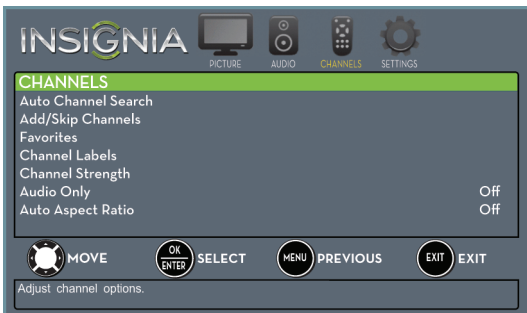 INSIGNIA
PICTURE AUDIO CHANNELS SETTINGS
CHANNELS
Auto Channel Search
Add/Skip Channels
Favorites
Channel Labels
Channel Strength
Audio Only Off
Auto Aspect Ratio Off
MOVE OK ENTER SELECT MENU PREVIOUS EXIT EXIT
Adjust channel options.